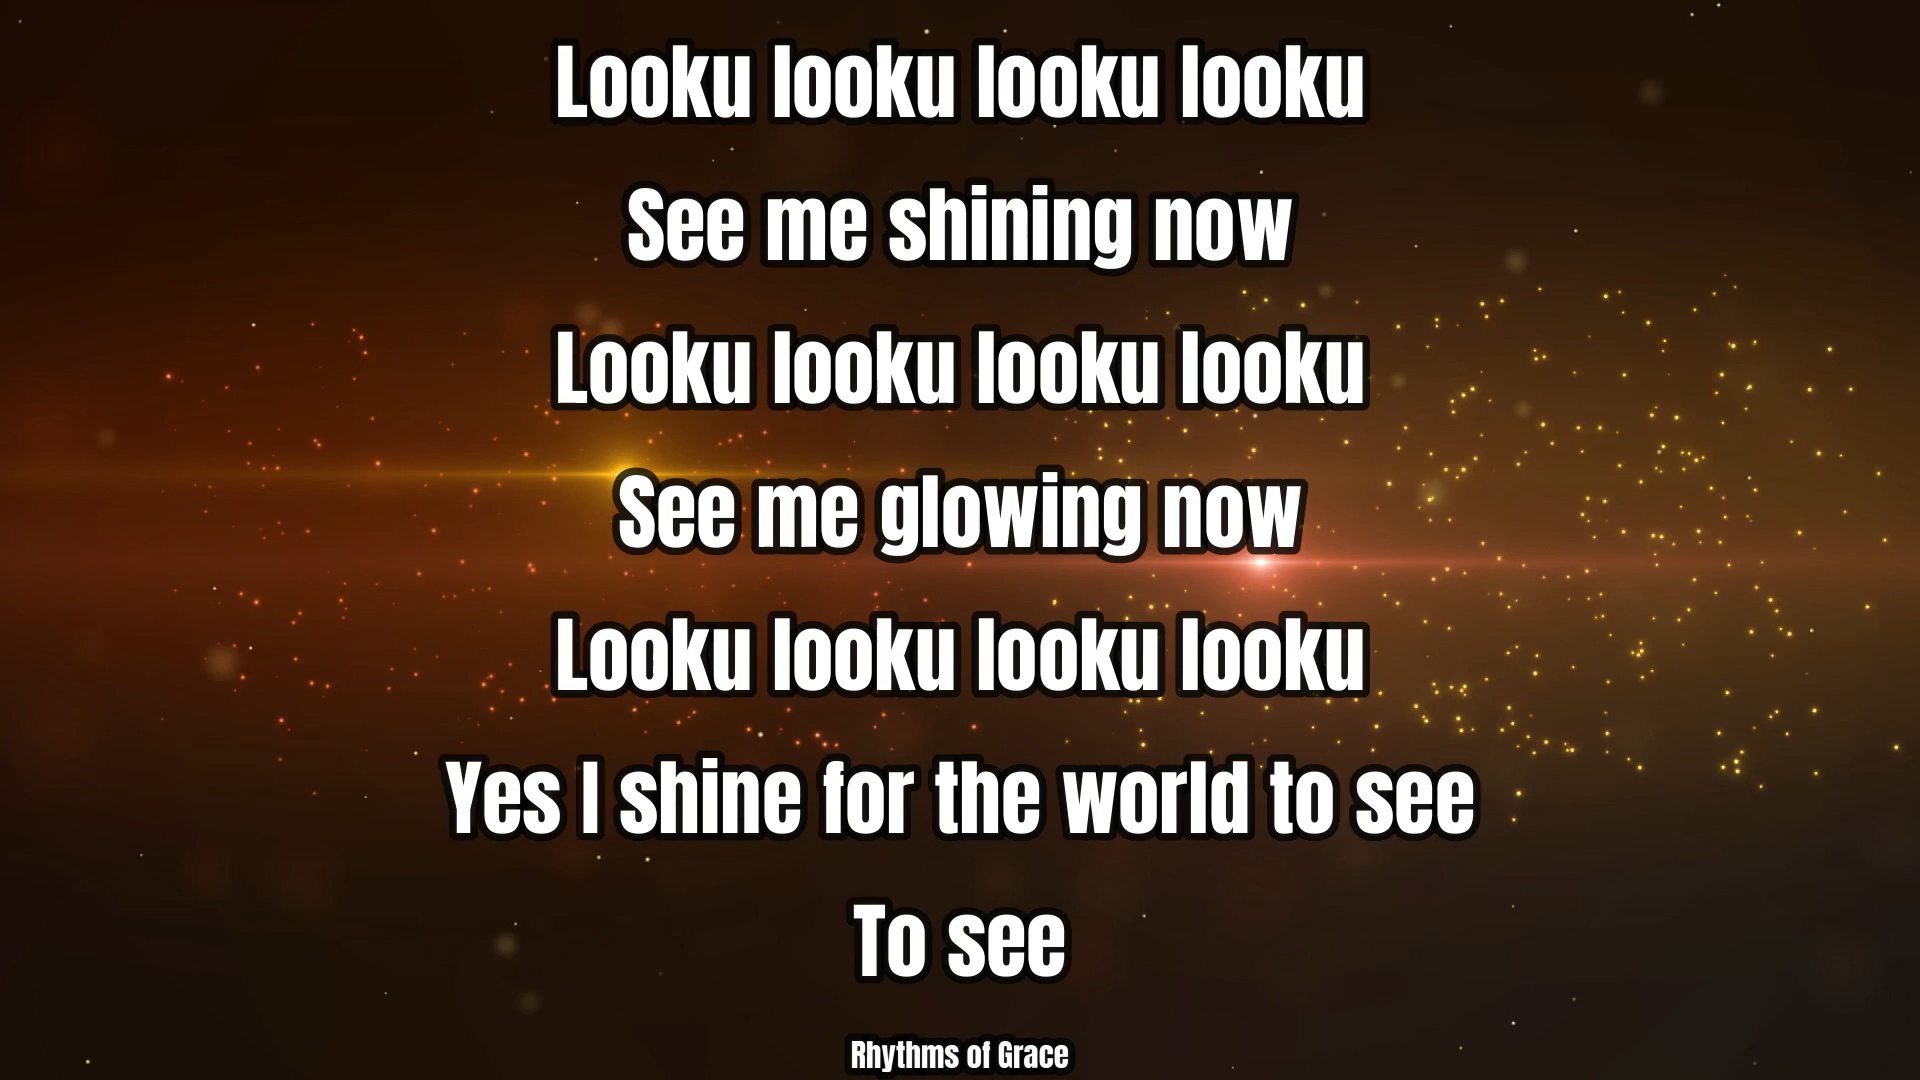 Looku looku looku looku
See me shining now
Looku looku looku looku
See me glowing now
Looku looku looku looku
Yes I shine for the world to see
To see
Rhythms of Grace